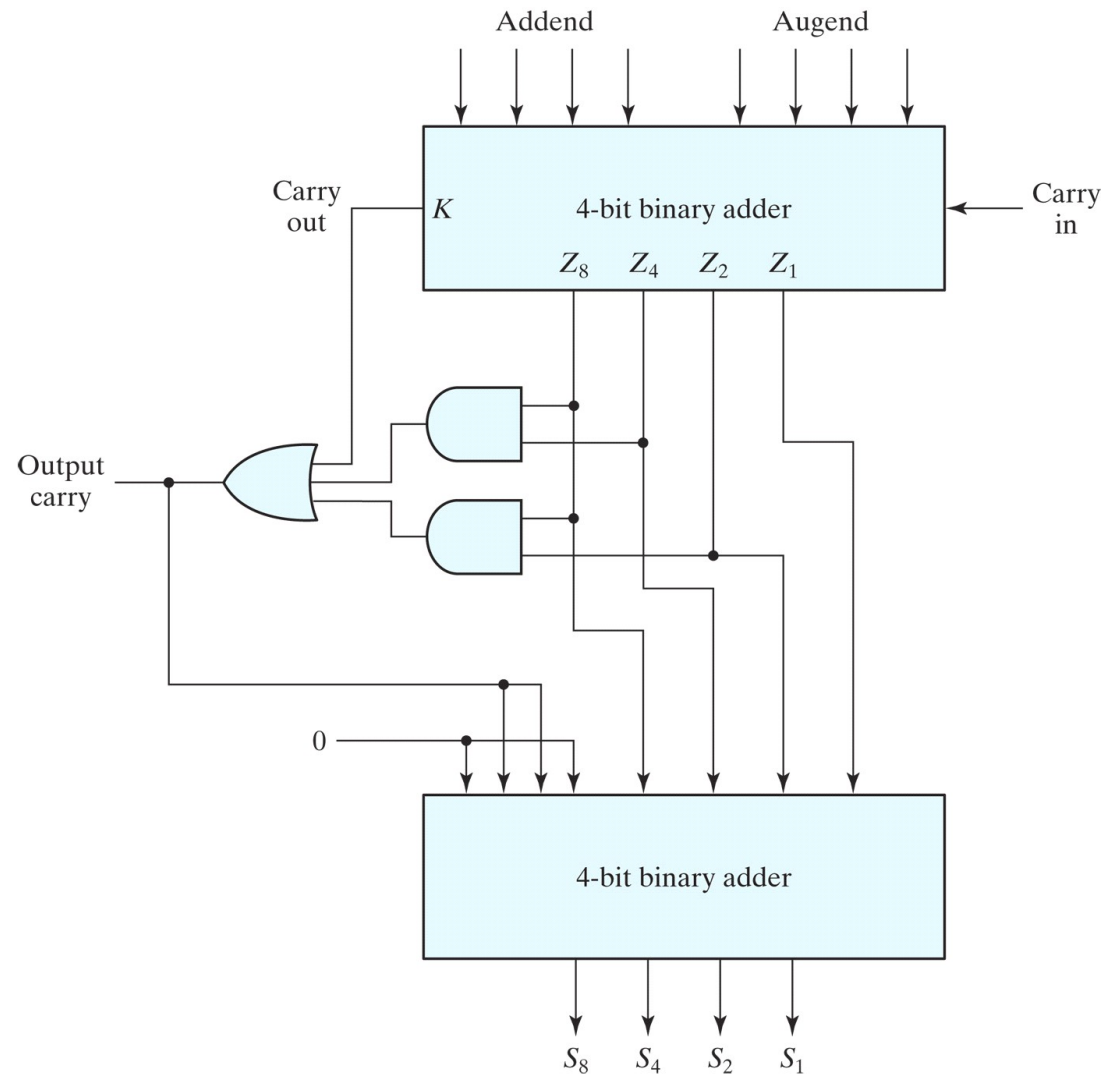 Addend
Augend
Carry
out
K
4-bit binary adder
Carry
in
Z₈ Z₄ Z₂ Z₁
Output
carry
0
4-bit binary adder
S₈ S₄ S₂ S₁